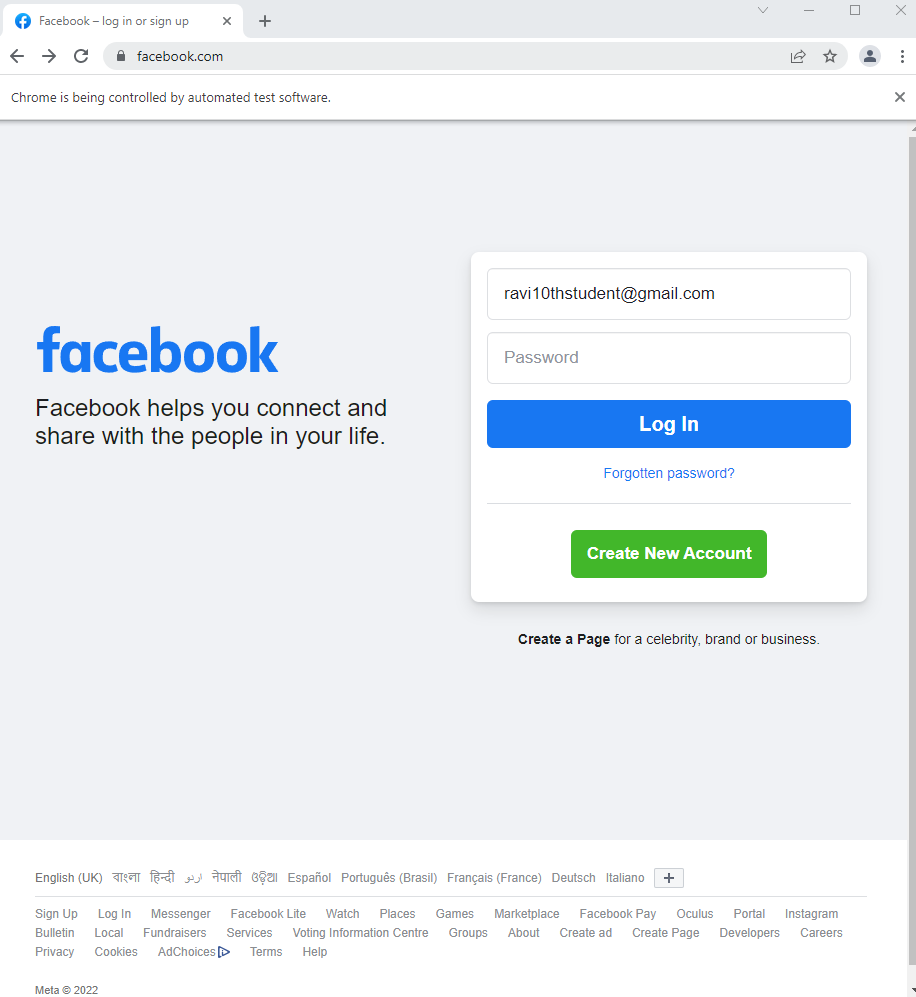 Facebook – log in or sign up
facebook.com
Chrome is being controlled by automated test software.
ravi10thstudent@gmail.com
facebook
Password
Facebook helps you connect and
share with the people in your life.
Log In
Forgotten password?
Create New Account
Create a Page for a celebrity, brand or business.
English (UK) বাংলা हिन्दी اردو नेपाली ଓଡ଼ିଆ Español Português (Brasil) Français (France) Deutsch Italiano
Sign Up Log In Messenger Facebook Lite Watch Places Games Marketplace Facebook Pay Oculus Portal Instagram
Bulletin Local Fundraisers Services Voting Information Centre Groups About Create ad Create Page Developers Careers
Privacy Cookies AdChoices Terms Help
Meta © 2022